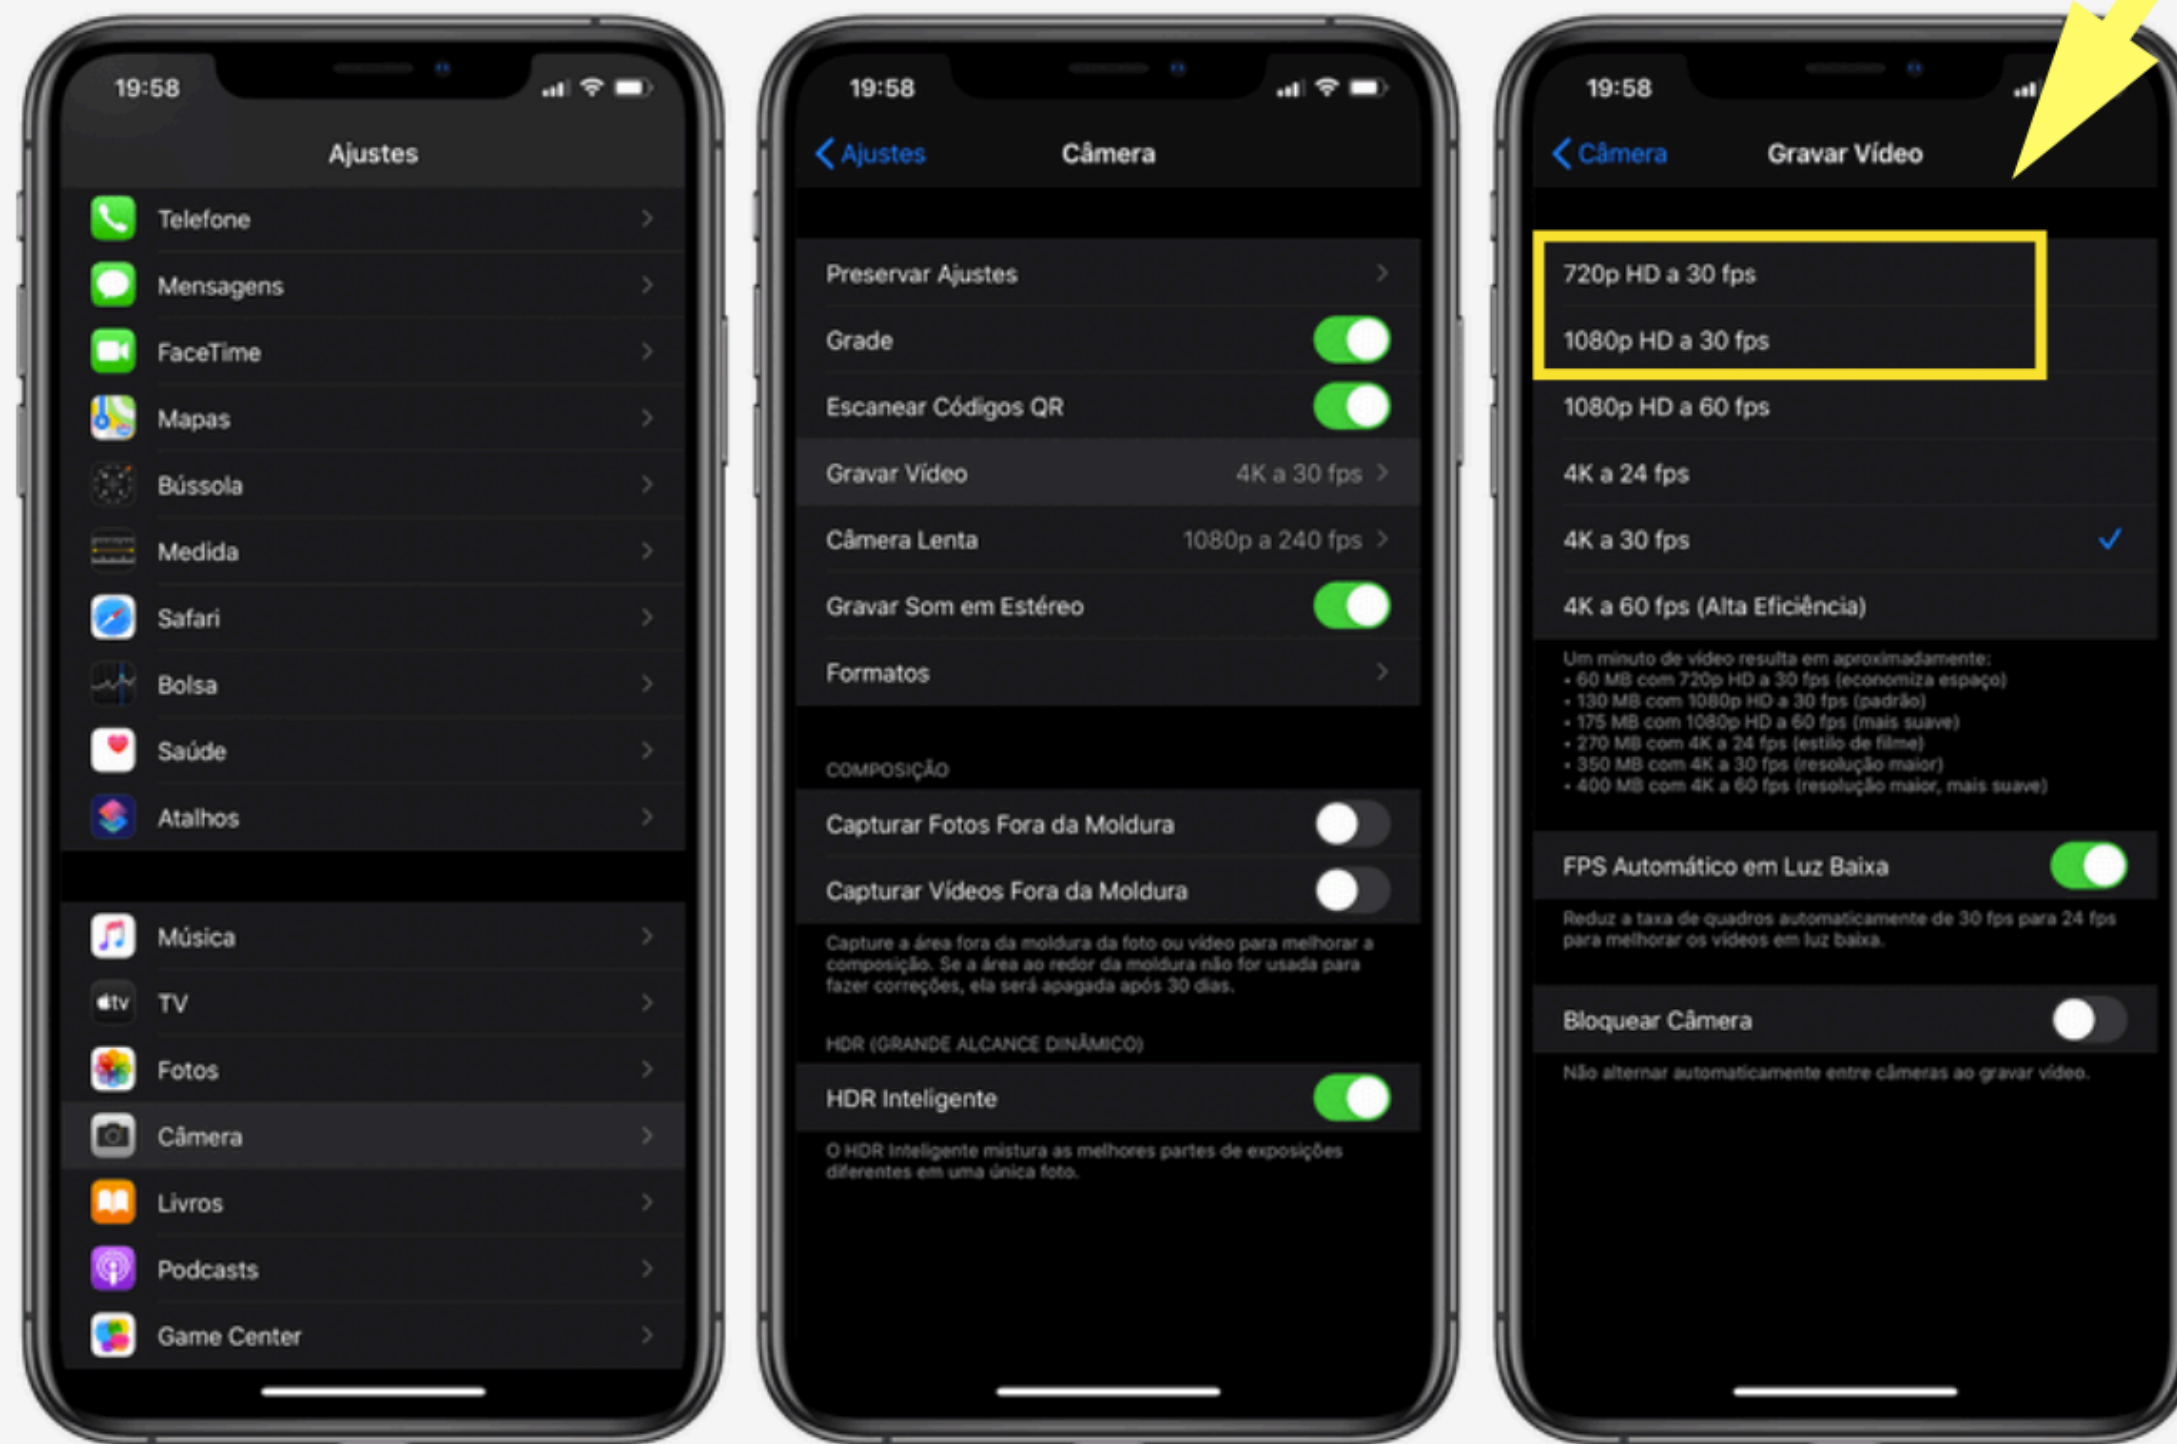 19:58
Ajustes
Telefone
Mensagens
FaceTime
Mapas
Bússola
Medida
Safari
Bolsa
Saúde
Atalhos
Música
tv
TV
Fotos
Câmera
Livros
Podcasts
Game Center
19:58
Ajustes
Câmera
Preservar Ajustes
Grade
Escanear Códigos QR
Gravar Vídeo 4K a 30 fps
Câmera Lenta 1080p a 240 fps
Gravar Som em Estéreo
Formatos
COMPOSIÇÃO
Capturar Fotos Fora da Moldura
Capturar Vídeos Fora da Moldura
Capture a área fora da moldura da foto ou vídeo para melhorar a
composição. Se a área ao redor da moldura não for usada para
fazer correções, ela será apagada após 30 dias.
HDR (GRANDE ALCANCE DINÂMICO)
HDR Inteligente
O HDR Inteligente mistura as melhores partes de exposições
diferentes em uma única foto.
19:58
Câmera
Gravar Vídeo
720p HD a 30 fps
1080p HD a 30 fps
1080p HD a 60 fps
4K a 24 fps
4K a 30 fps
4K a 60 fps (Alta Eficiência)
Um minuto de vídeo resulta em aproximadamente:
• 60 MB com 720p HD a 30 fps (economiza espaço)
• 130 MB com 1080p HD a 30 fps (padrão)
• 175 MB com 1080p HD a 60 fps (mais suave)
• 270 MB com 4K a 24 fps (estilo de filme)
• 350 MB com 4K a 30 fps (resolução maior)
• 400 MB com 4K a 60 fps (resolução maior, mais suave)
FPS Automático em Luz Baixa
Reduz a taxa de quadros automaticamente de 30 fps para 24 fps
para melhorar os vídeos em luz baixa.
Bloquear Câmera
Não alternar automaticamente entre câmeras ao gravar vídeo.